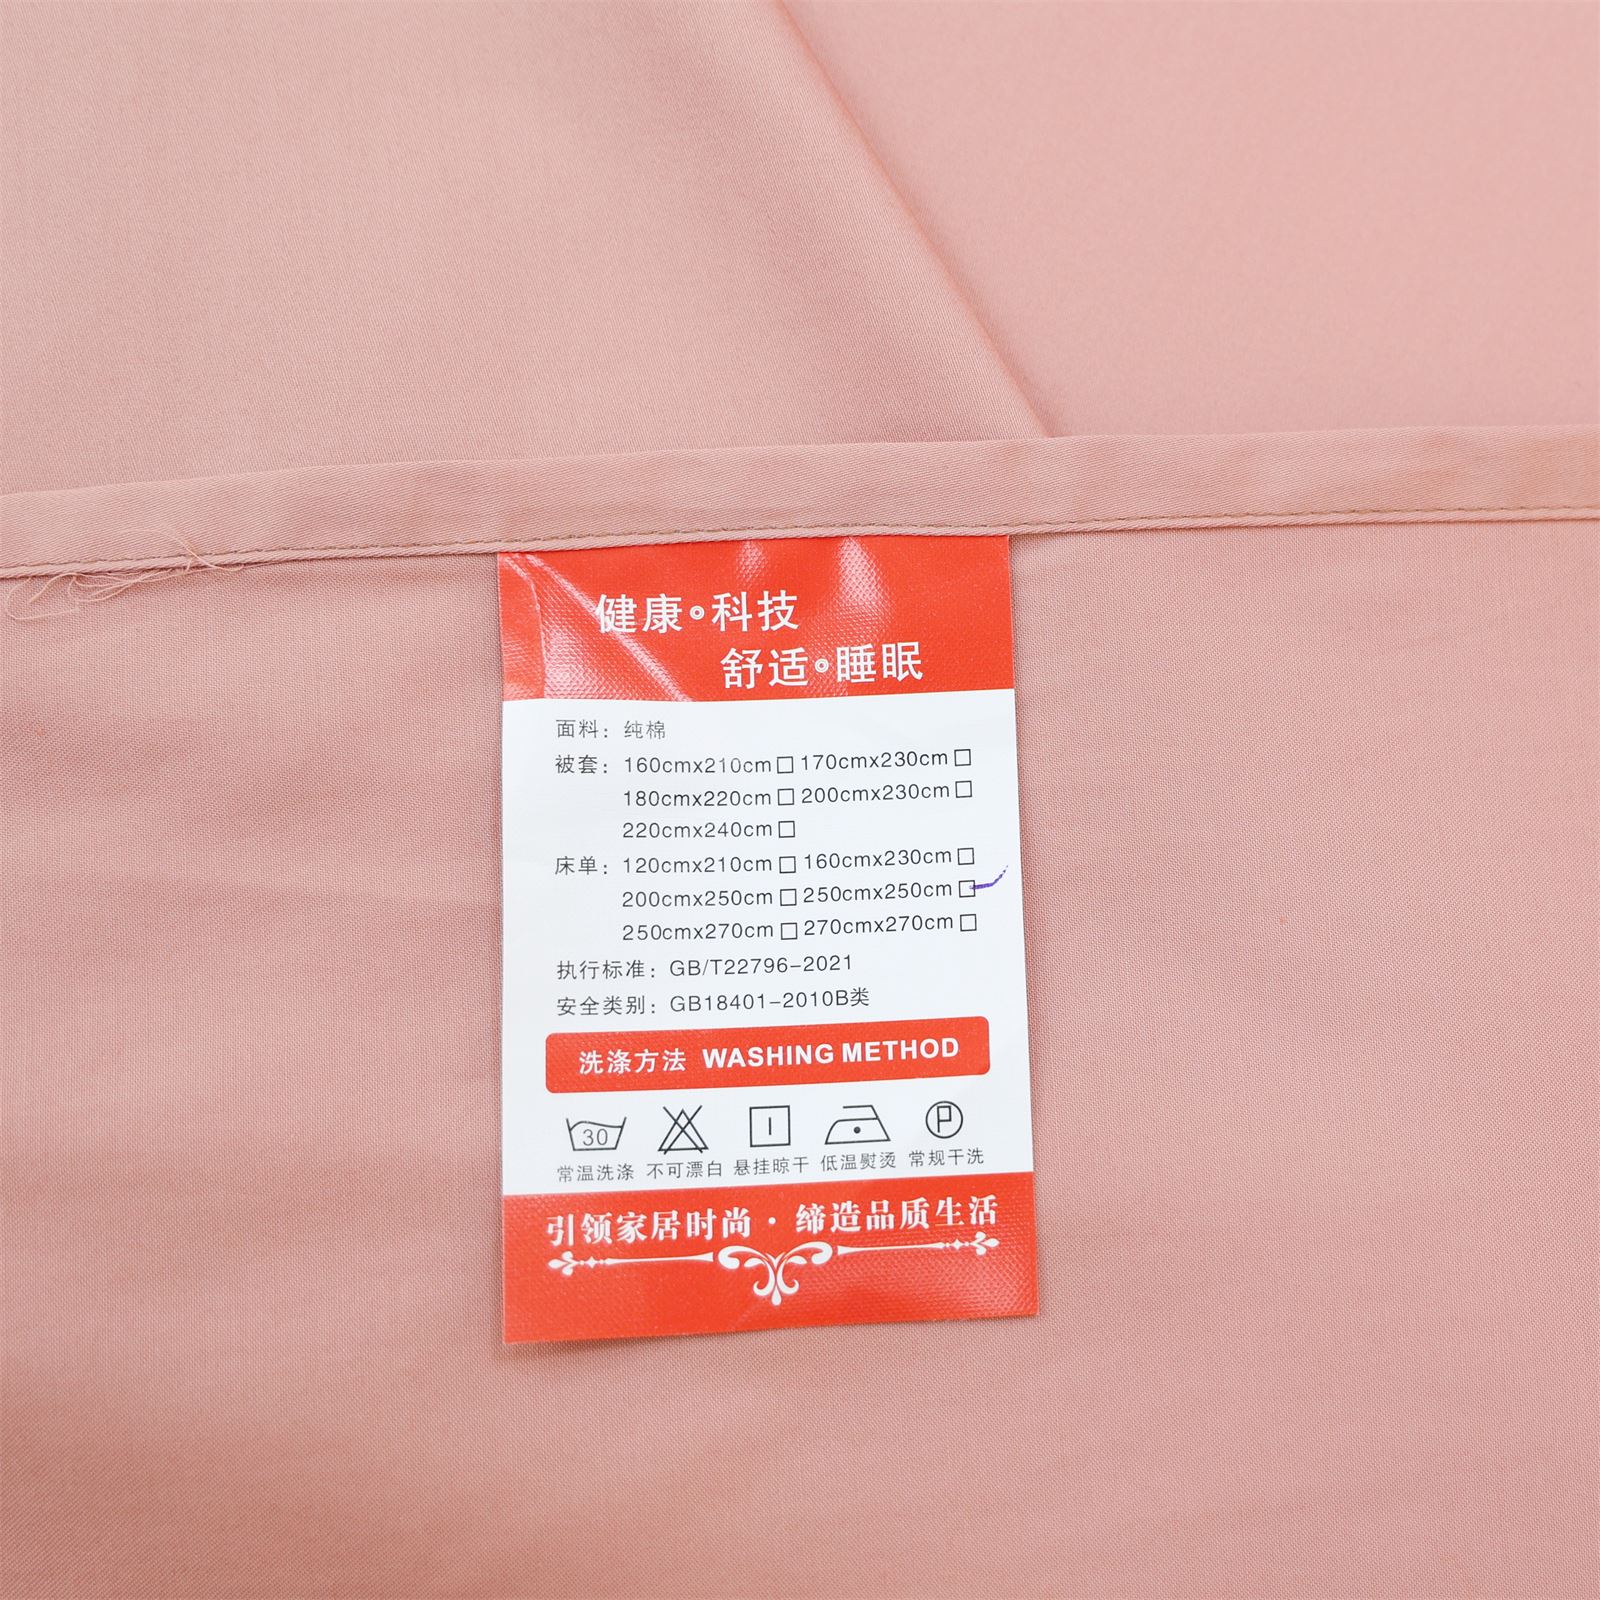 健康◎科技
舒适◎睡眠
面料：纯棉
被套：160cmx210cm□170cmx230cm□
180cmx220cm□200cmx230cm□
220cmx240cm□
床单：120cmx210cm□160cmx230cm□
200cmx250cm□250cmx250cm□
250cmx270cm□270cmx270cm□
执行标准：GB/T22796-2021
安全类别：GB18401-2010B类
洗涤方法 WASHING METHOD
30 P
常温洗涤 不可漂白 悬挂晾干 低温熨烫 常规干洗
引领家居时尚·缔造品质生活